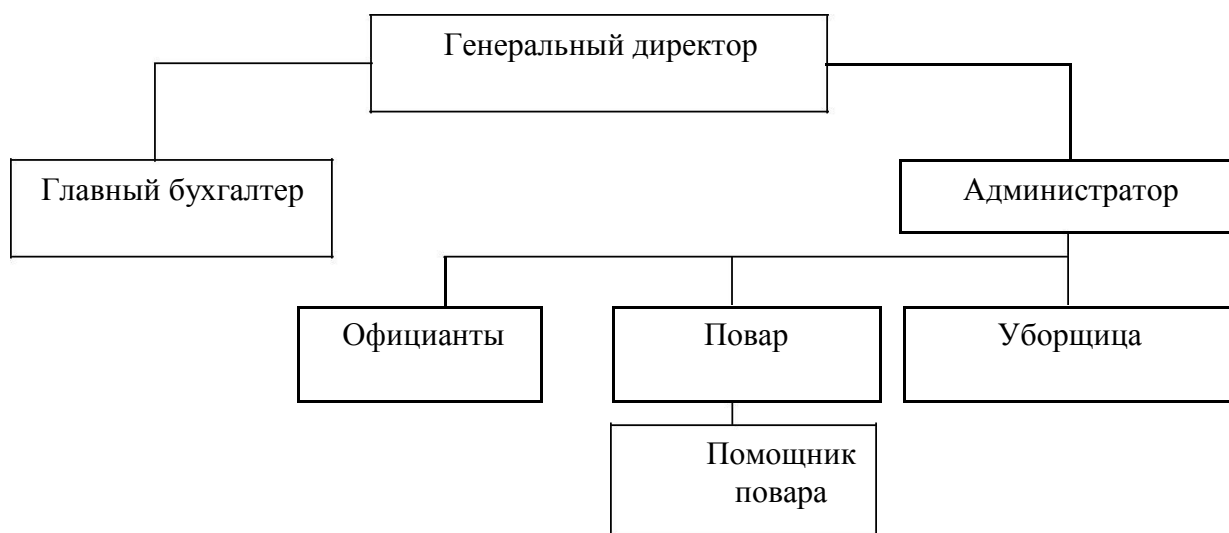 Генеральный директор
Главный бухгалтер
Администратор
Официанты
Повар
Уборщица
Помощник
повара